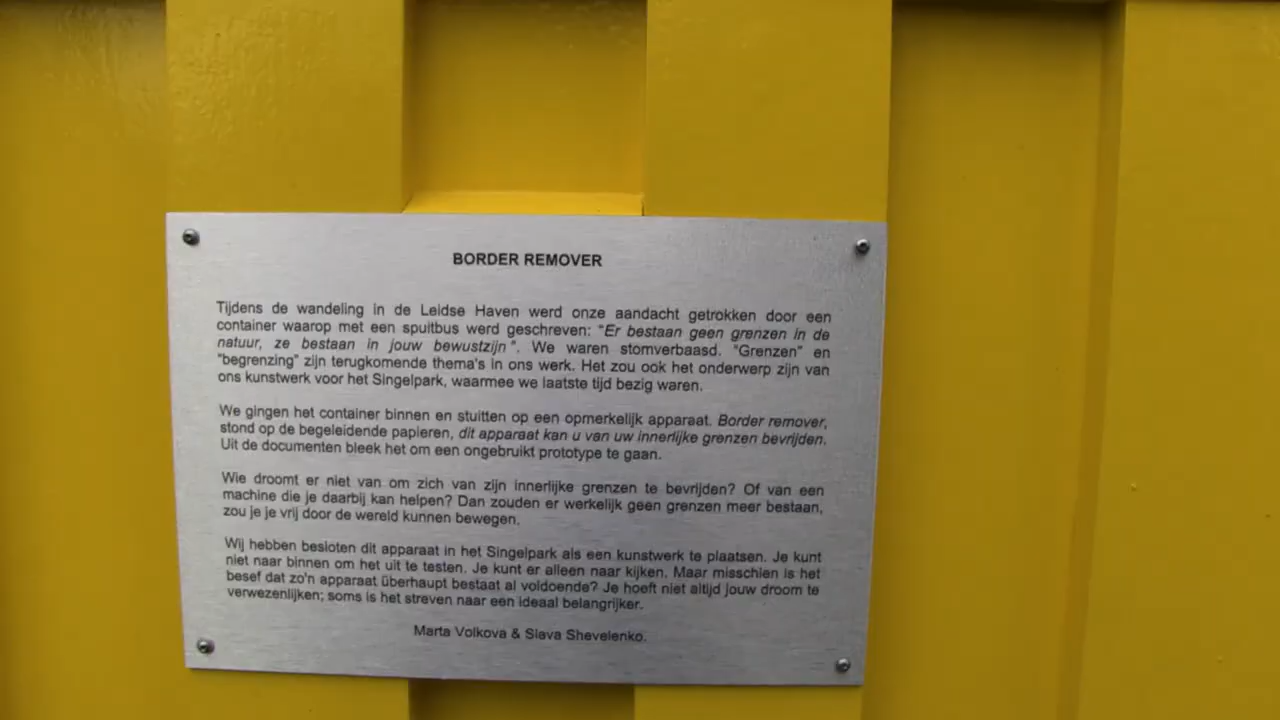 BORDER REMOVER
Tijdens de wandeling in de Leidse Haven werd onze aandacht getrokken door een
container waarop met een spuitbus werd geschreven: "Er bestaan geen grenzen in de
natuur, ze bestaan in jouw bewustzijn". We waren stomverbaasd. "Grenzen" en
"begrenzing" zijn terugkomende thema's in ons werk. Het zou ook het onderwerp zijn van
ons kunstwerk voor het Singelpark, waarmee we laatste tijd bezig waren.
We gingen het container binnen en stuitten op een opmerkelijk apparaat. Border remover,
stond op de begeleidende papieren, dit apparaat kan u van uw innerlijke grenzen bevrijden.
Uit de documenten bleek het om een ongebruikt prototype te gaan.
Wie droomt er niet van om zich van zijn innerlijke grenzen te bevrijden? Of van een
machine die je daarbij kan helpen? Dan zouden er werkelijk geen grenzen meer bestaan,
zou je je vrij door de wereld kunnen bewegen.
Wij hebben besloten dit apparaat in het Singelpark als een kunstwerk te plaatsen. Je kunt
niet naar binnen om het uit te testen. Je kunt er alleen naar kijken. Maar misschien is het
besef dat zo'n apparaat überhaupt bestaat al voldoende? Je hoeft niet altijd jouw droom te
verwezenlijken; soms is het streven naar een ideaal belangrijker.
Marta Volkova & Slava Shevelenko.